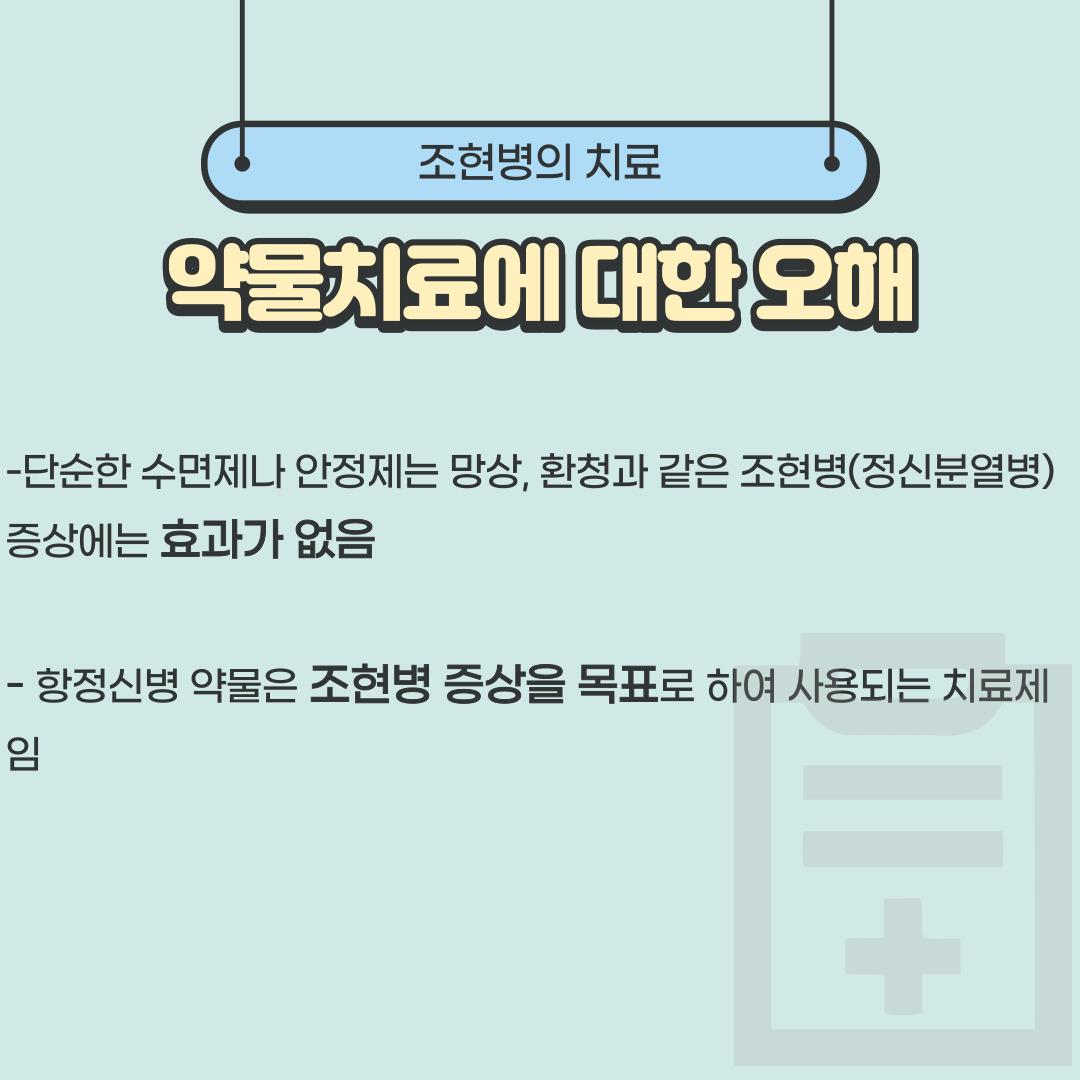 조현병의 치료
약물치료에 대한 오해
-단순한 수면제나 안정제는 망상, 환청과 같은 조현병(정신분열병)
증상에는 효과가 없음
- 항정신병 약물은 조현병 증상을 목표로 하여 사용되는 치료제
임